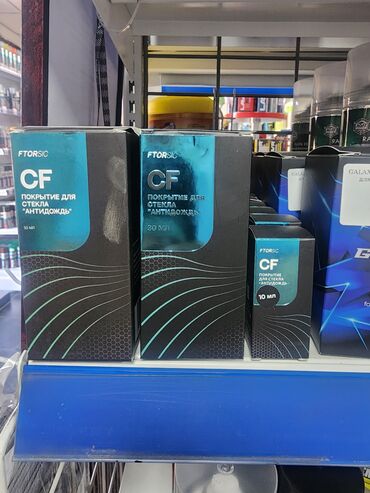 FTORSIC
CF
ПОКРЫТИЕ ДЛЯ
СТЕКЛА
"АНТИДОЖДЬ"
FTORSIC
CF
ПОКРЫТИЕ ДЛЯ
СТЕКЛА
"АНТИДОЖДЬ"
30 МЛ
FTORSIC
CF
ПОКРЫТИЕ
ДЛЯ СТЕКЛА
"АНТИДОЖДЬ"
10 МЛ